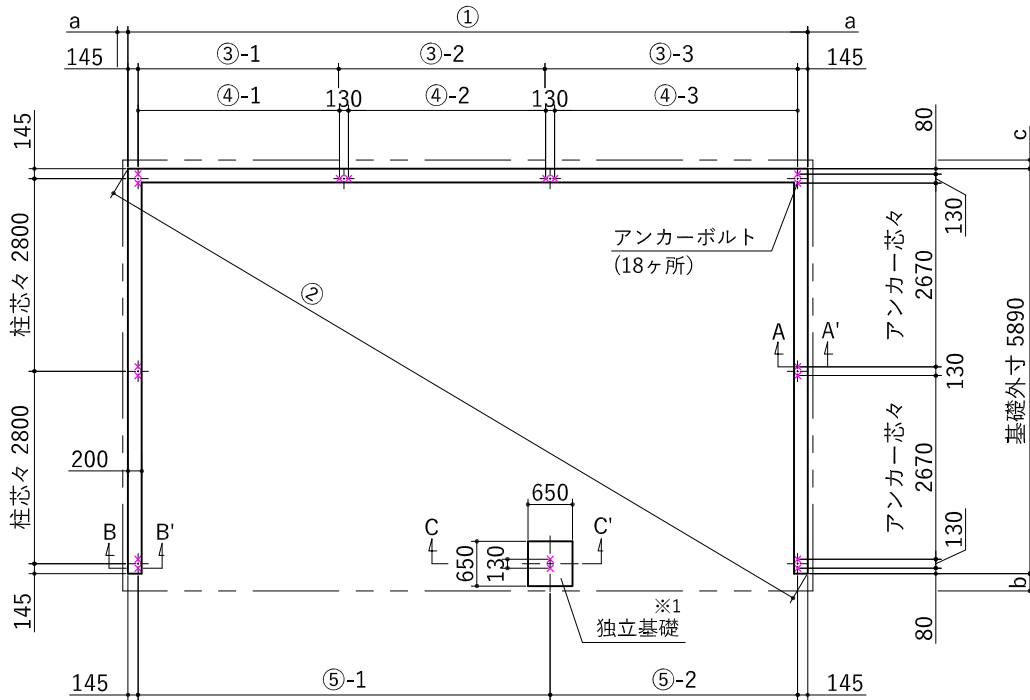 a
①
a
145
③-1
③-2
③-3
145
④-1
130
④-2
130
④-3
145
80
c
柱芯々 2800
アンカーボルト
(18ヶ所)
130
アンカー芯々
2670
②
A
A'
130
基礎外寸 5890
柱芯々 2800
200
アンカー芯々
2670
650
B
B'
C
C'
650
130
130
※1
独立基礎
145
80
b
145
⑤-1
⑤-2
145